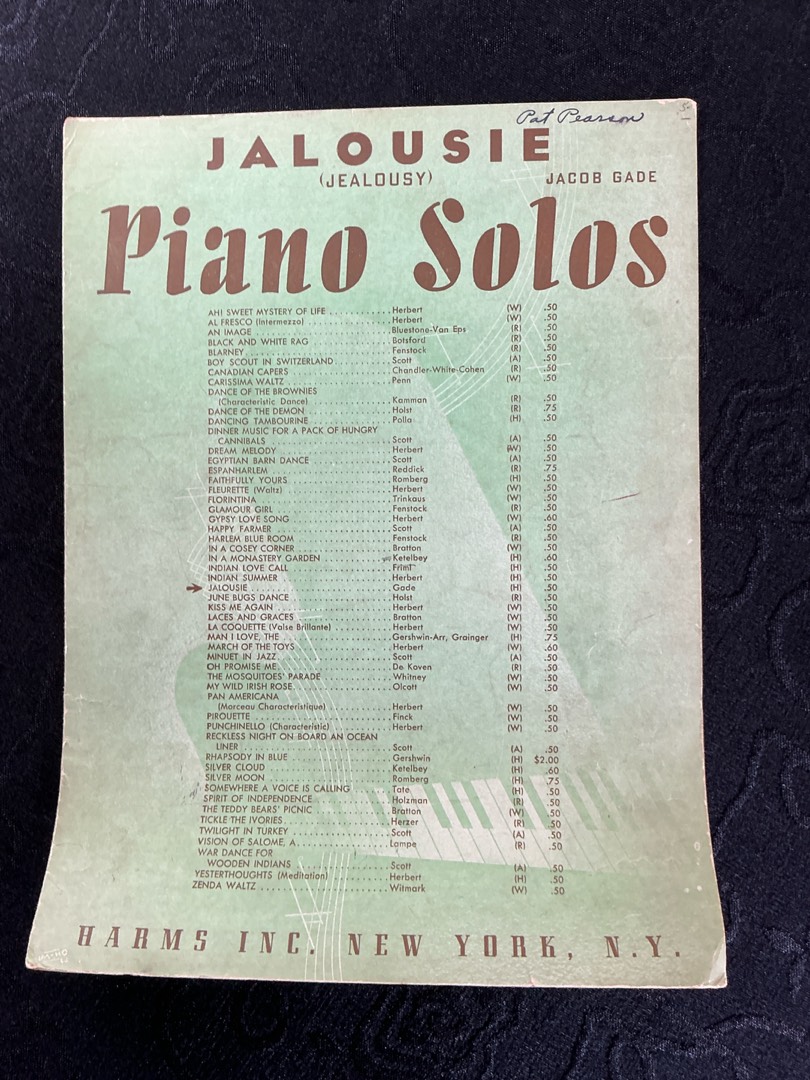 Pat Pearson
JALOUSIE
(JEALOUSY) JACOB GADE
Piano Solos
AH! SWEET MYSTERY OF LIFE . . . . . . . . . . . Herbert (W) .50
AL FRESCO (Intermezzo) . . . . . . . . . . . . . . Herbert (W) .50
AN IMAGE . . . . . . . . . . . . . . Bluestone-Van Eps (R) .50
BLACK AND WHITE RAG Botsford (R) .50
BLARNEY . . . . . . . . . . . . . . Fenstock (R) .50
BOY SCOUT IN SWITZERLAND . . . . . . . . . Scott (A) .50
CANADIAN CAPERS . . . . . . . . . . . . Chandler-White-Cohen (R) .50
CARISSIMA WALTZ . . . . . . . . . . . . Penn (W) .50
DANCE OF THE BROWNIES
(Characteristic Dance) . . . . . . . . . . . . Kamman (R) .50
DANCE OF THE DEMON . . . . . . . . . . . . Holst (R) .75
DANCING TAMBOURINE . . . . . . . . . . . . Polla (H) .50
DINNER MUSIC FOR A PACK OF HUNGRY
CANNIBALS . . . . . . . . . . . . Scott (A) .50
DREAM MELODY . . . . . . . . . . . . Herbert (W) .50
EGYPTIAN BARN DANCE . . . . . . . . . . . . Scott (A) .50
ESPANHARLEM . . . . . . . . . . . . Reddick (R) .75
FAITHFULLY YOURS . . . . . . . . . . . . Romberg (H) .50
FLEURETTE (Waltz) . . . . . . . . . . . . Herbert (W) .50
FLORINTINA . . . . . . . . . . . . Trinkaus (W) .50
GLAMOUR GIRL . . . . . . . . . . . . Fenstock (R) .50
GYPSY LOVE SONG . . . . . . . . . . . . Herbert (W) .60
HAPPY FARMER . . . . . . . . . . . . Scott (A) .50
HARLEM BLUE ROOM . . . . . . . . . . . . Fenstock (R) .50
IN A COSEY CORNER . . . . . . . . . . . . Bratton (W) .50
IN A MONASTERY GARDEN . . . . . . . . . . . . Ketelbey (H) .60
INDIAN LOVE CALL . . . . . . . . . . . . Friml (H) .50
INDIAN SUMMER . . . . . . . . . . . . Herbert (H) .50
JALOUSIE . . . . . . . . . . . . Gade (H) .50
JUNE BUGS DANCE . . . . . . . . . . . . Holst (R) .50
KISS ME AGAIN . . . . . . . . . . . . Herbert (W) .50
LACES AND GRACES . . . . . . . . . . . . Bratton (W) .50
LA COQUETTE (Valse Brillante) . . . . . . . . . . . . Herbert (W) .50
MAN I LOVE, THE . . . . . . . . . . . . Gershwin-Arr, Grainger (H) .75
MARCH OF THE TOYS . . . . . . . . . . . . Herbert (W) .60
MINUET IN JAZZ . . . . . . . . . . . . Scott (A) .50
OH PROMISE ME . . . . . . . . . . . . De Koven (R) .50
THE MOSQUITOES' PARADE . . . . . . . . . . . . Whitney (W) .50
MY WILD IRISH ROSE . . . . . . . . . . . . Olcott (W) .50
PAN AMERICANA
(Morceau Characteristique) . . . . . . . . . . . . Herbert (W) .50
PIROUETTE . . . . . . . . . . . . Finck (W) .50
PUNCHINELLO (Characteristic) . . . . . . . . . . . . Herbert (W) .50
RECKLESS NIGHT ON BOARD AN OCEAN
LINER . . . . . . . . . . . . Scott (A) .50
RHAPSODY IN BLUE . . . . . . . . . . . . Gershwin (H) $2.00
SILVER CLOUD . . . . . . . . . . . . Ketelbey (H) .60
SILVER MOON . . . . . . . . . . . . Romberg (H) .75
SOMEWHERE A VOICE IS CALLING . . . . . . Tate (H) .50
SPIRIT OF INDEPENDENCE . . . . . . . . . . . . Holzman (R) .50
THE TEDDY BEARS' PICNIC . . . . . . . . . . . . Bratton (W) .50
TICKLE THE IVORIES . . . . . . . . . . . . Herzer (R) .50
TWILIGHT IN TURKEY . . . . . . . . . . . . Scott (A) .50
VISION OF SALOME, A . . . . . . . . . . . . Lampe (R) .50
WAR DANCE FOR
WOODEN INDIANS . . . . . . . . . . . . Scott (A) .50
YESTERTHOUGHTS (Meditation) . . . . . . . . . . . . Herbert (H) .50
ZENDA WALTZ . . . . . . . . . . . . Witmark (W) .50
HARMS INC. NEW YORK, N.Y.